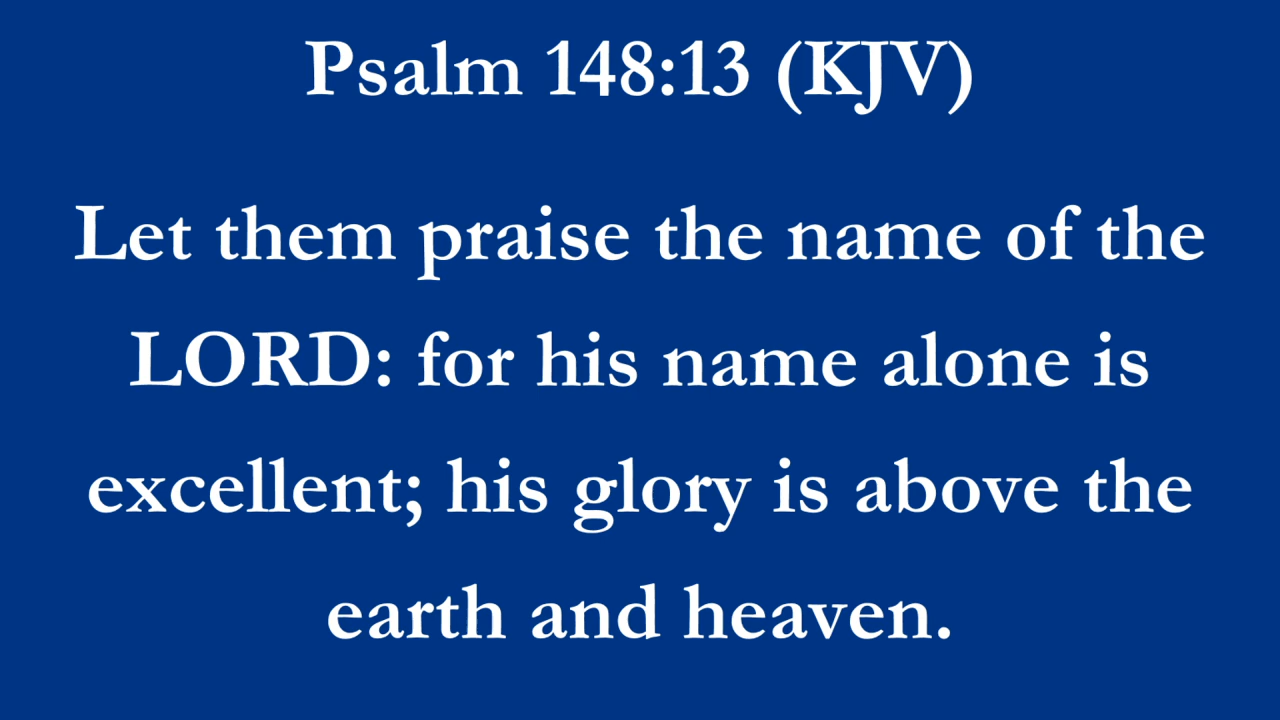 Psalm 148:13 (KJV)
Let them praise the name of the
LORD: for his name alone is
excellent; his glory is above the
earth and heaven.